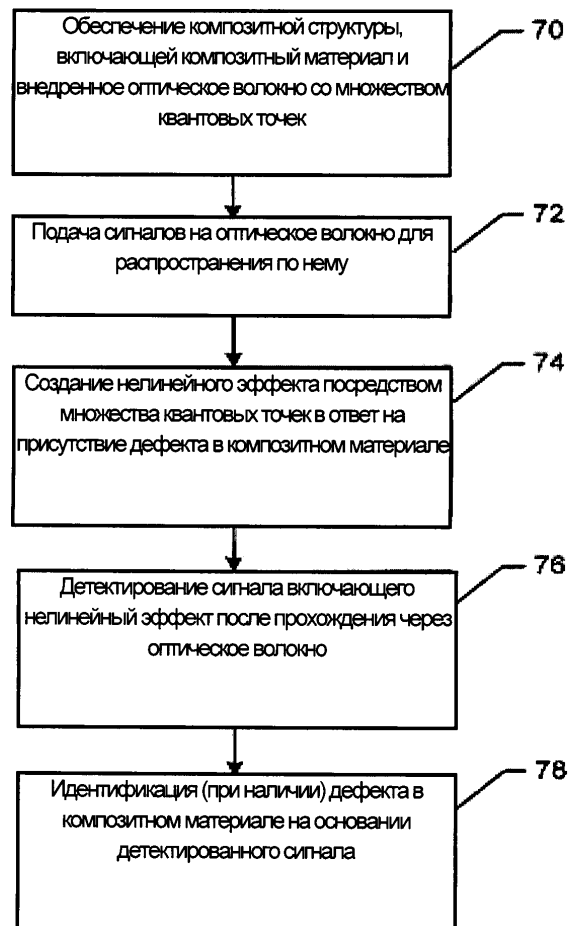 Обеспечение композитной структуры,
включающей композитный материал и
внедренное оптическое волокно со множеством
квантовых точек
70
Подача сигналов на оптическое волокно для
распространения по нему
72
Создание нелинейного эффекта посредством
множества квантовых точек в ответ на
присутствие дефекта в композитном материале
74
Детектирование сигнала включающего
нелинейный эффект после прохождения через
оптическое волокно
76
Идентификация (при наличии) дефекта в
композитном материале на основании
детектированного сигнала
78